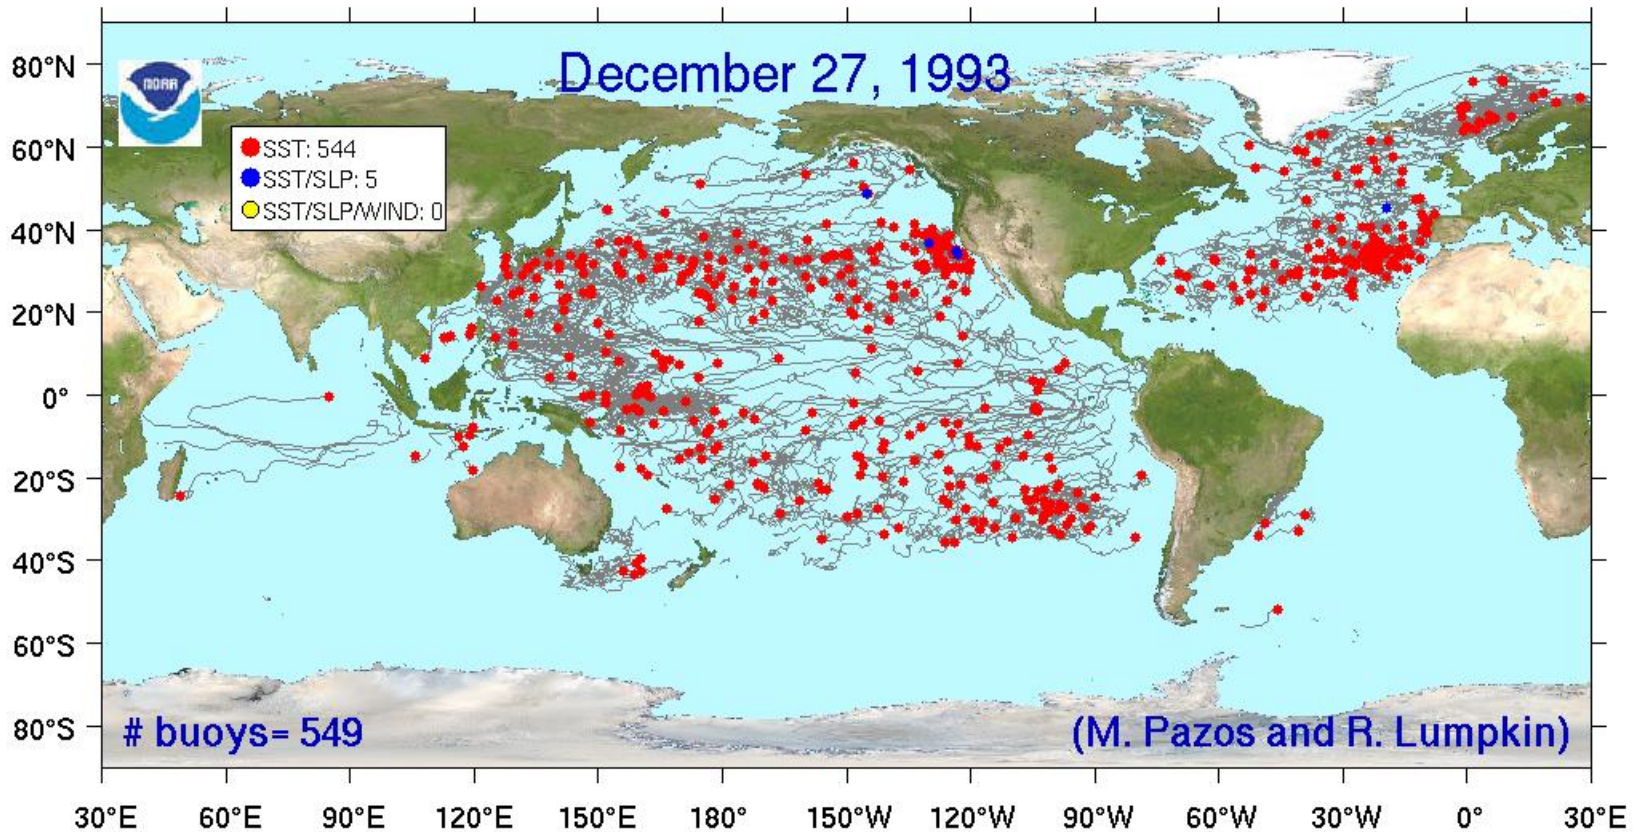 December 27, 1993
NOAA
SST: 544
SST/SLP: 5
SST/SLP/WIND: 0
80°N
60°N
40°N
20°N
0°
20°S
40°S
60°S
80°S
# buoys= 549
(M. Pazos and R. Lumpkin)
30°E 60°E 90°E 120°E 150°E 180° 150°W 120°W 90°W 60°W 30°W 0° 30°E